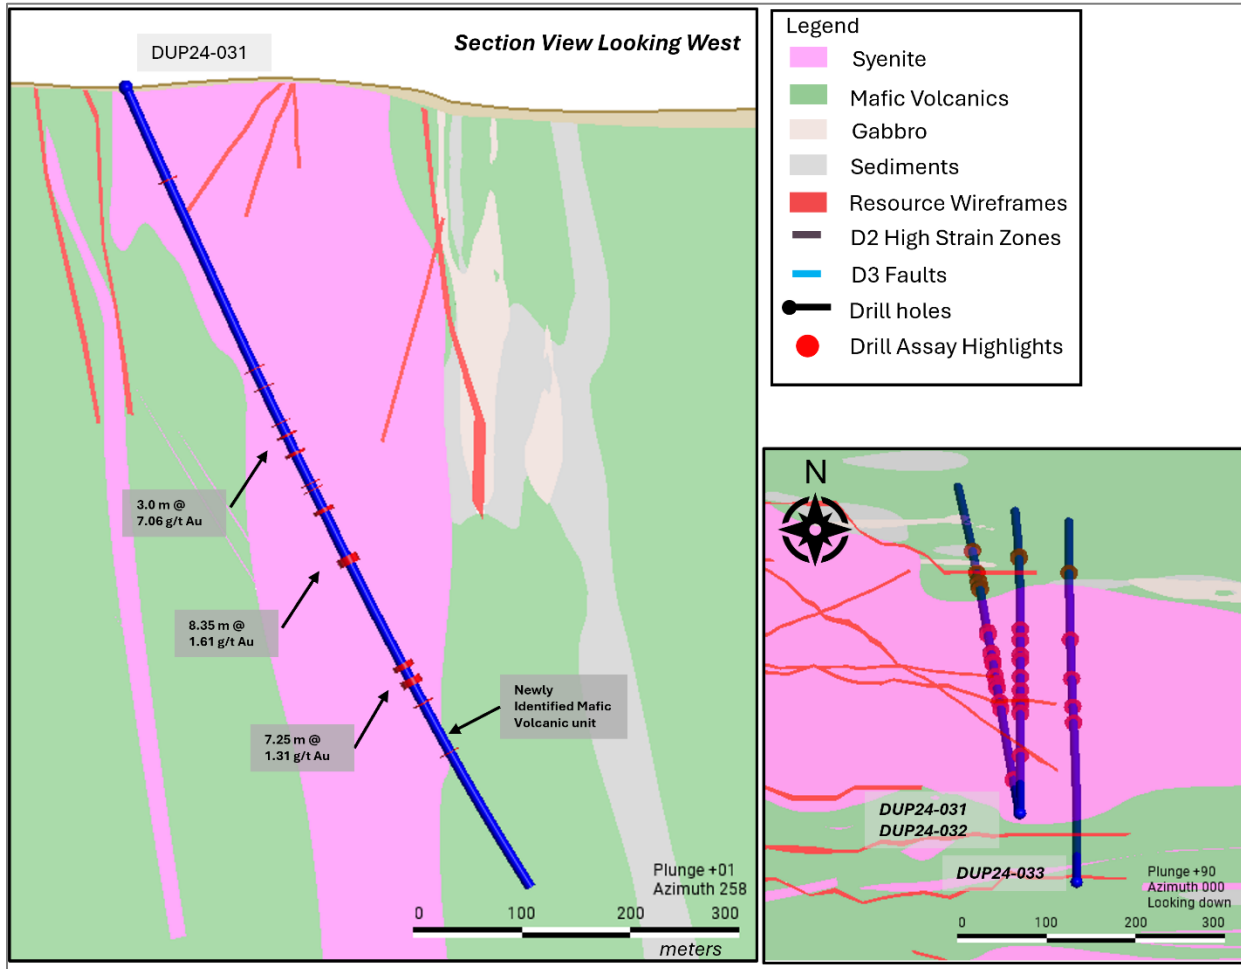 DUP24-031
Section View Looking West
3.0 m @
7.06 g/t Au
8.35 m @
1.61 g/t Au
7.25 m @
1.31 g/t Au
Newly
Identified Mafic
Volcanic unit
Plunge +01
Azimuth 258
0 100 200 300
meters
Legend
Syenite
Mafic Volcanics
Gabbro
Sediments
Resource Wireframes
D2 High Strain Zones
D3 Faults
Drill holes
Drill Assay Highlights
N
DUP24-031
DUP24-032
DUP24-033
Plunge +90
Azimuth 000
Looking down
0 100 200 300